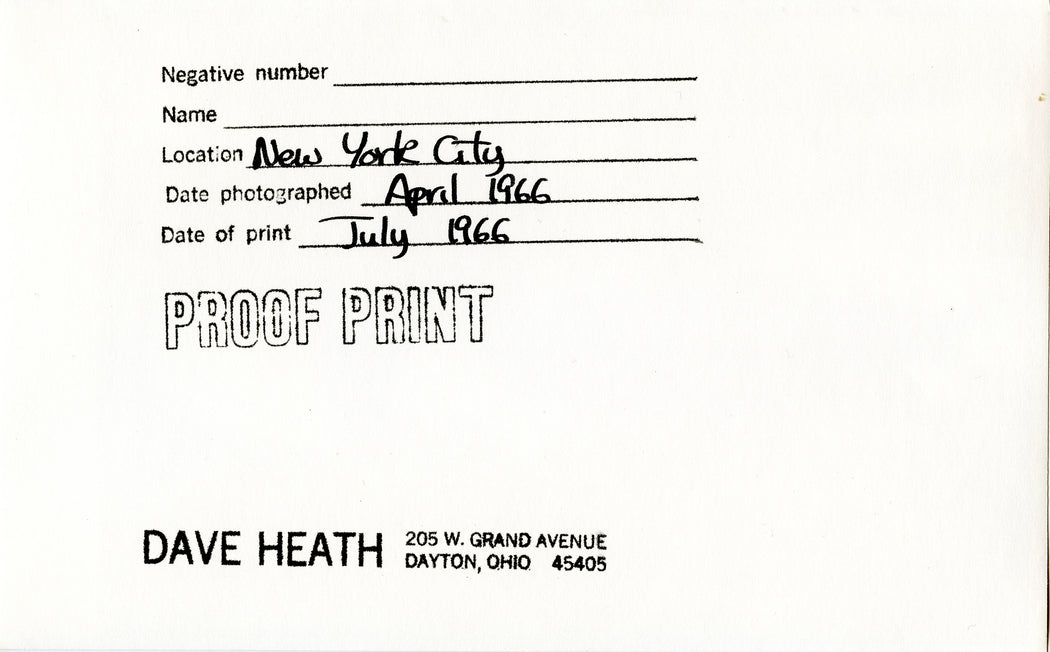 Negative number
Name
Location New York City
Date photographed April 1966
Date of print July 1966
PROOF PRINT
DAVE HEATH 205 W. GRAND AVENUE
DAYTON, OHIO 45405